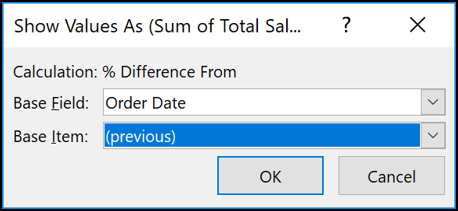 Show Values As (Sum of Total Sal... ?
Calculation: % Difference From
Base Field: Order Date
Base Item: (previous)
OK Cancel